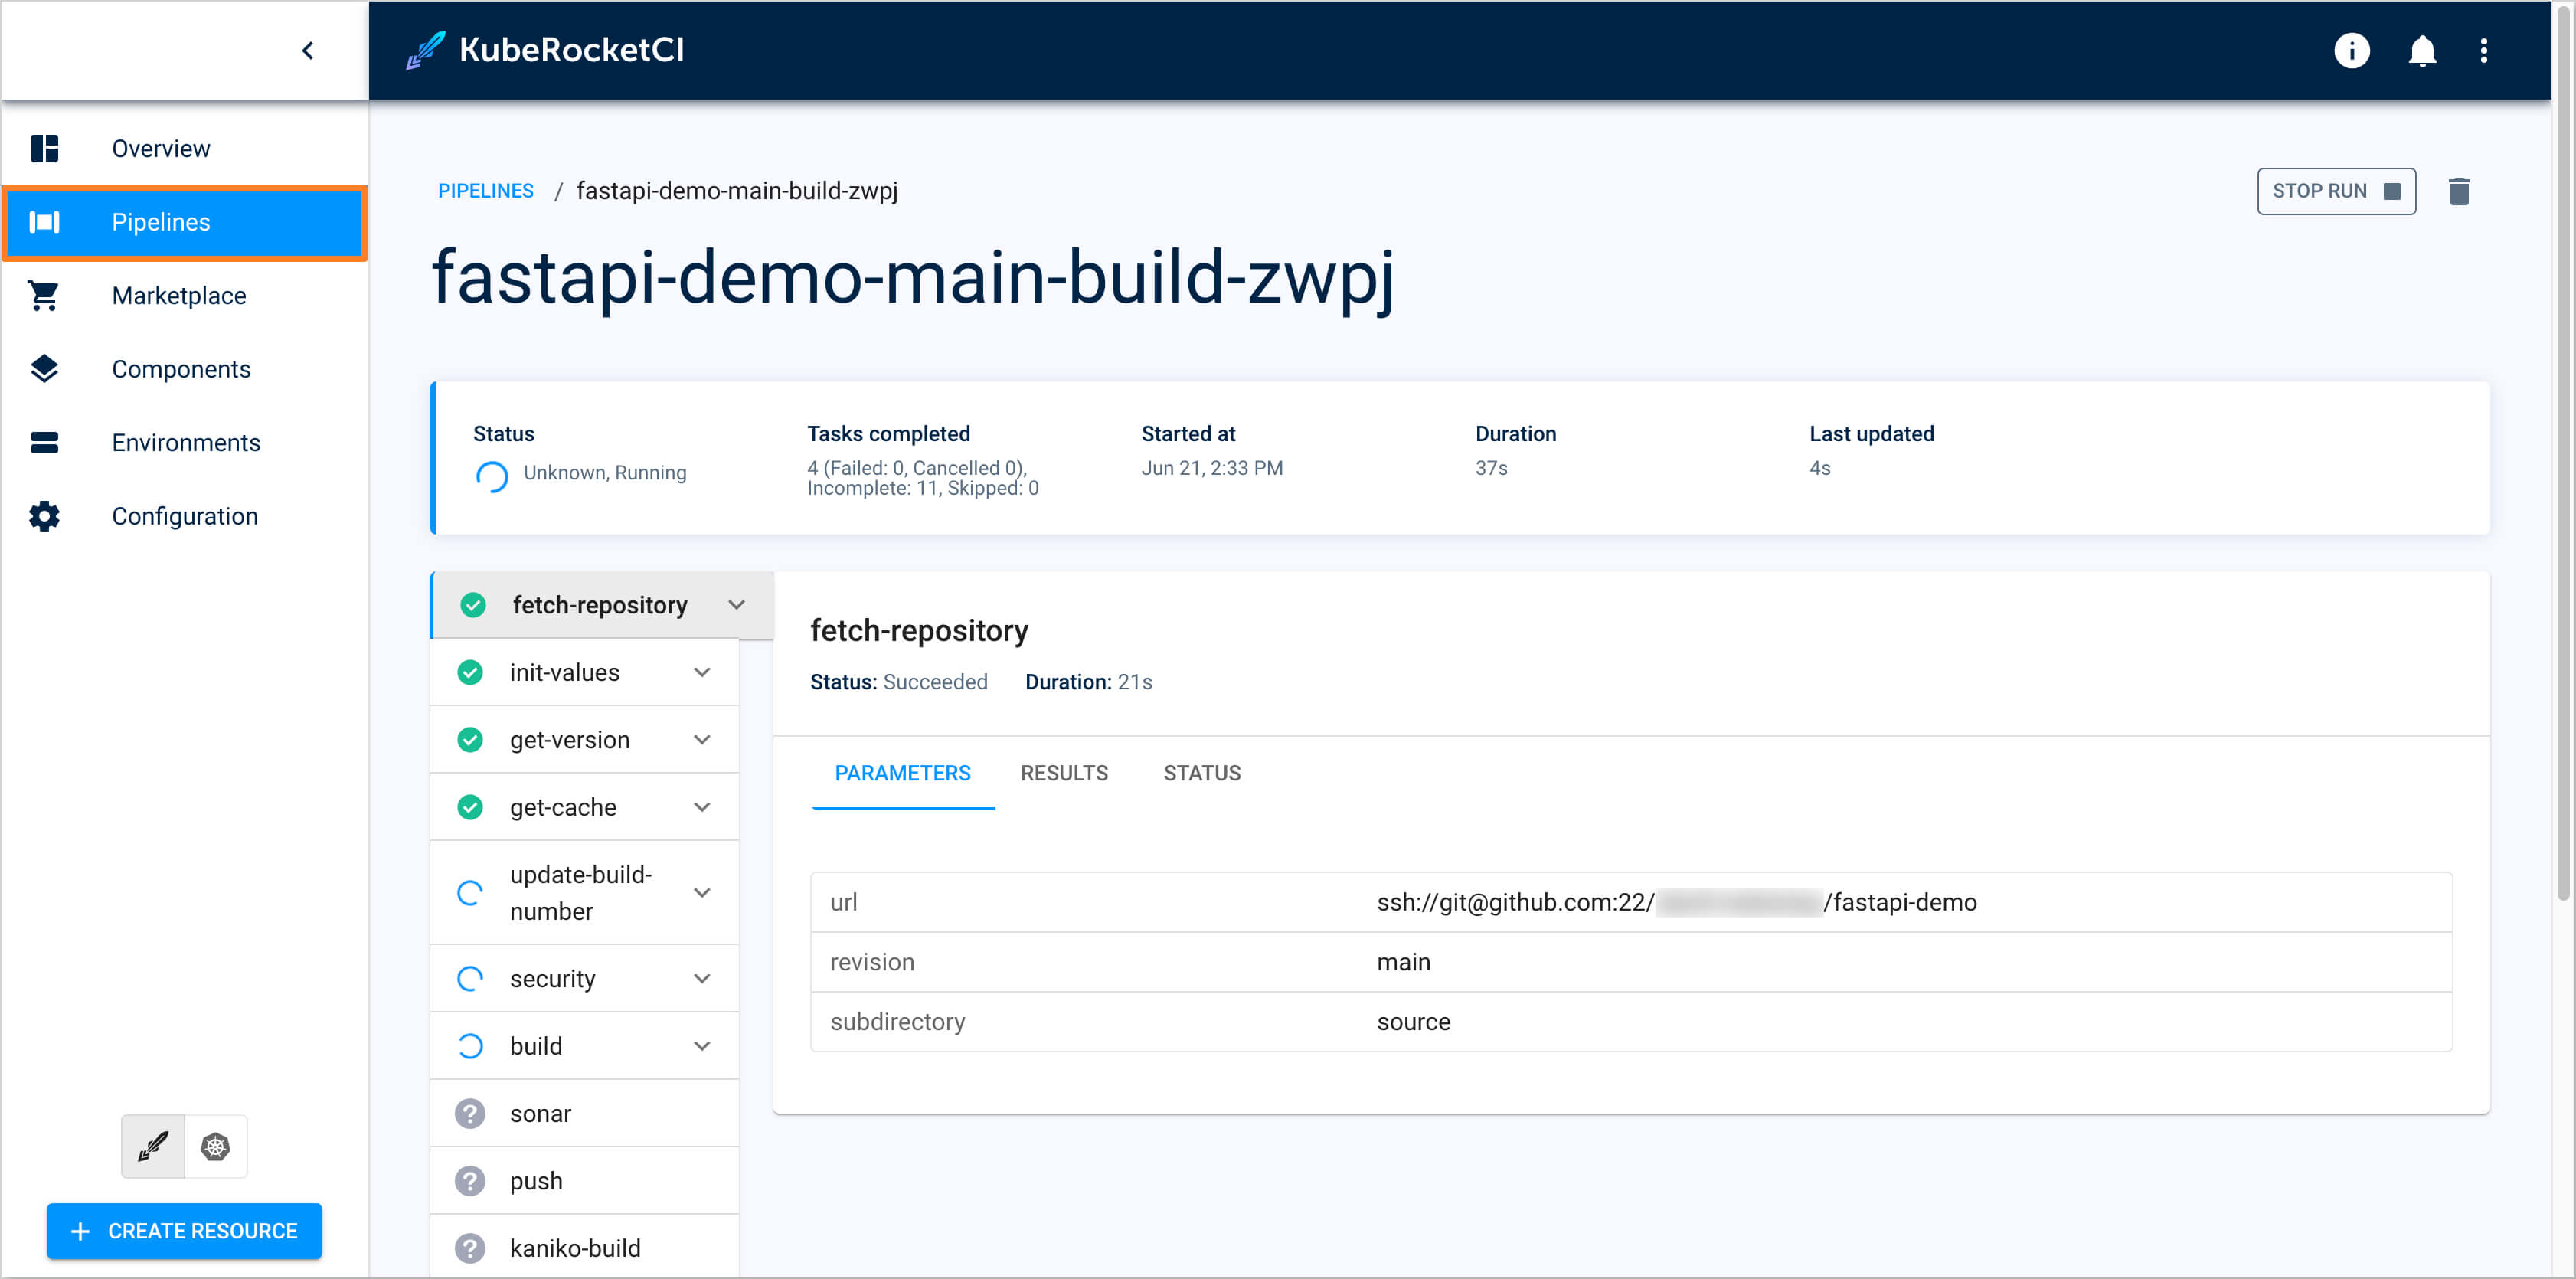 KubeRocketCI
Overview
Pipelines
Marketplace
Components
Environments
Configuration
CREATE RESOURCE
PIPELINES / fastapi-demo-main-build-zwpj
STOP RUN
fastapi-demo-main-build-zwpj
Status
Unknown, Running
Tasks completed
4 (Failed: 0, Cancelled 0),
Incomplete: 11, Skipped: 0
Started at
Jun 21, 2:33 PM
Duration
37s
Last updated
4s
fetch-repository
init-values
get-version
get-cache
update-build-
number
security
build
sonar
push
kaniko-build
fetch-repository
Status: Succeeded Duration: 21s
PARAMETERS RESULTS STATUS
url ssh://git@github.com:22/ /fastapi-demo
revision main
subdirectory source